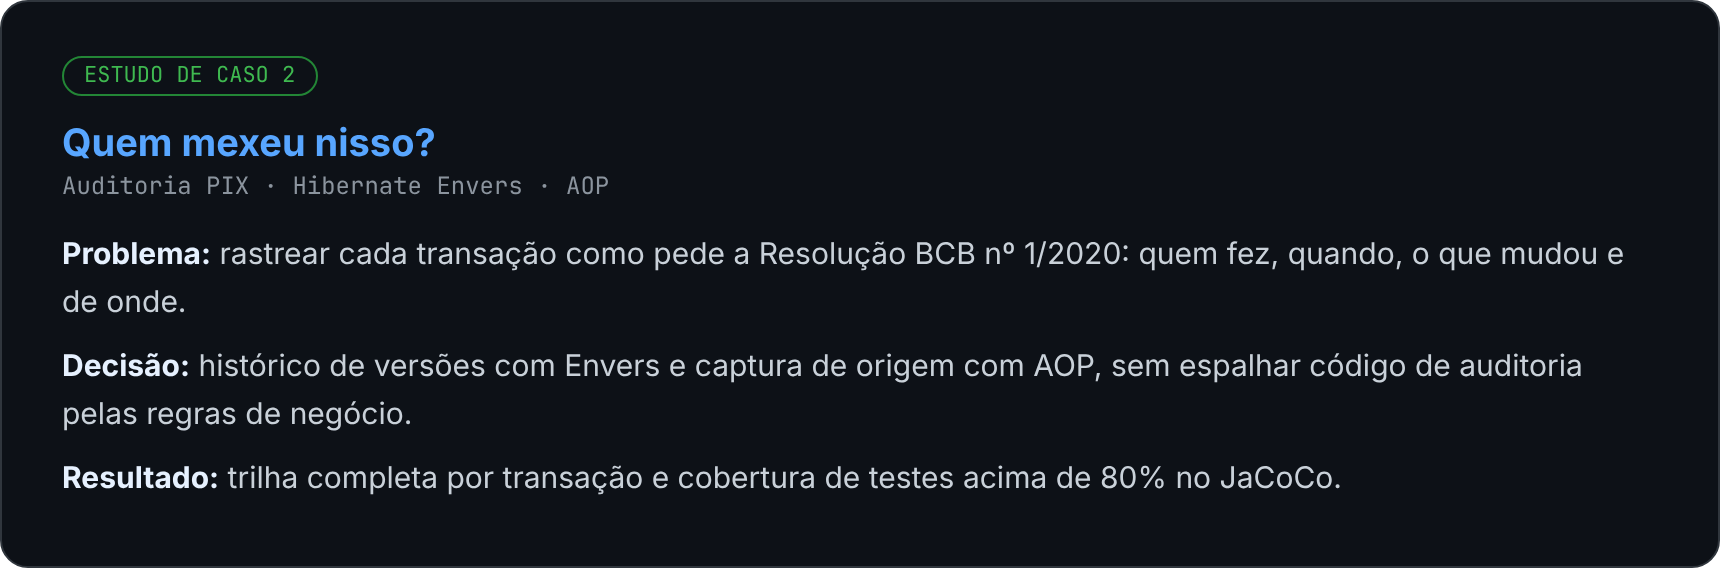 ESTUDO DE CASO 2
Quem mexeu nisso?
Auditoria PIX · Hibernate Envers · AOP
Problema: rastrear cada transação como pede a Resolução BCB nº 1/2020: quem fez, quando, o que mudou e
de onde.
Decisão: histórico de versões com Envers e captura de origem com AOP, sem espalhar código de auditoria
pelas regras de negócio.
Resultado: trilha completa por transação e cobertura de testes acima de 80% no JaCoCo.